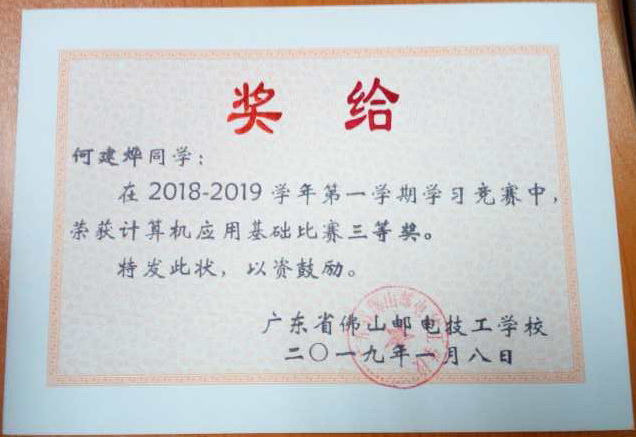 奖 给
何建烨同学：
在 2018-2019 学年第一学期学习竞赛中，
荣获计算机应用基础比赛三等奖。
特发此状，以资鼓励。
广东省佛山邮电技工学校
二〇一九年一月八日